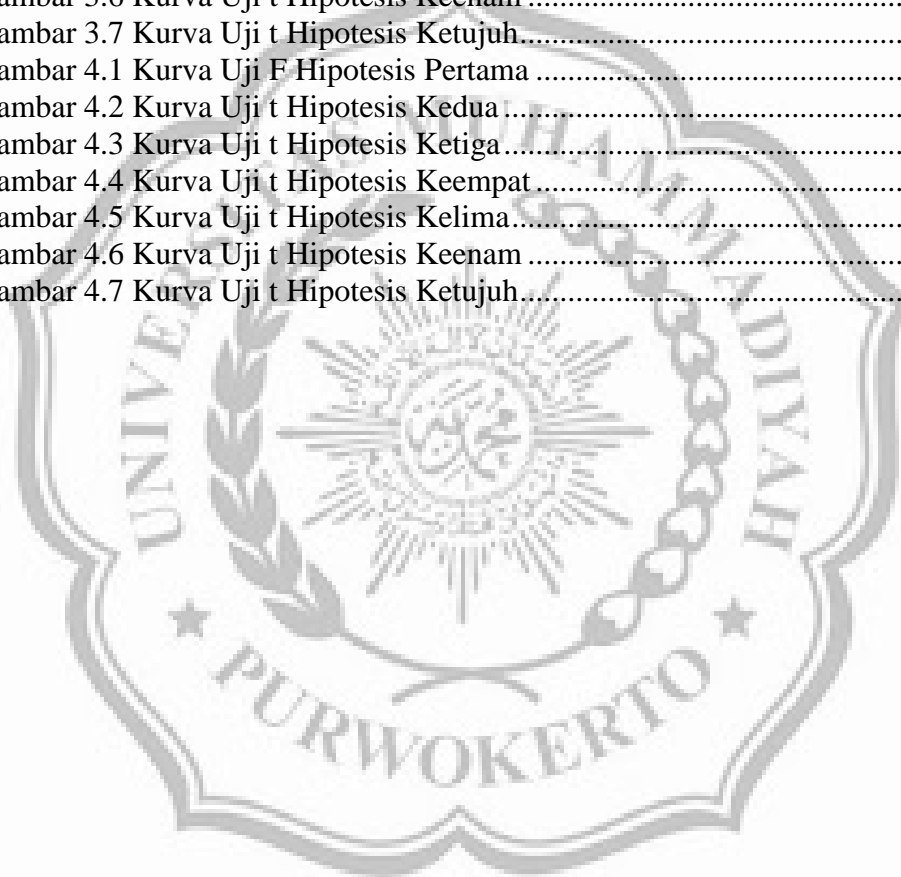 ambar 3.6 Kurva Uji t Hipotesis Keenam ................................................
ambar 3.7 Kurva Uji t Hipotesis Ketujuh................................................
ambar 4.1 Kurva Uji F Hipotesis Pertama ...............................................
ambar 4.2 Kurva Uji t Hipotesis Kedua ..................................................
ambar 4.3 Kurva Uji t Hipotesis Ketiga ..................................................
ambar 4.4 Kurva Uji t Hipotesis Keempat ..............................................
ambar 4.5 Kurva Uji t Hipotesis Kelima.................................................
ambar 4.6 Kurva Uji t Hipotesis Keenam ...............................................
ambar 4.7 Kurva Uji t Hipotesis Ketujuh................................................
UNIVERSITAS MUHAMMADIYAH
PURWOKERTO